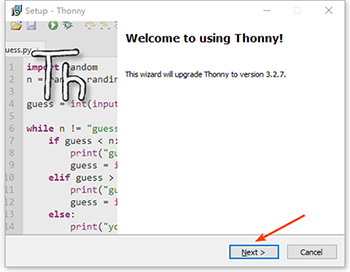 Setup - Thonny
uess.py
Th
Welcome to using Thonny!
This wizard will upgrade Thonny to version 3.2.7.
1 import random
2 n = random.randin
3
4 guess = int(input
5
6 while n != "guess
7 if guess < n:
8 print("gu
9 guess = i
10 elif guess >
11 print("gu
12 guess = i
13 else:
14 print("yo
Next >
Cancel